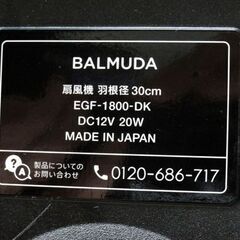 BALMUDA
扇風機 羽根径 30cm
EGF-1800-DK
DC12V 20W
MADE IN JAPAN
?
A
製品についての
お問い合わせ
0120-686-717